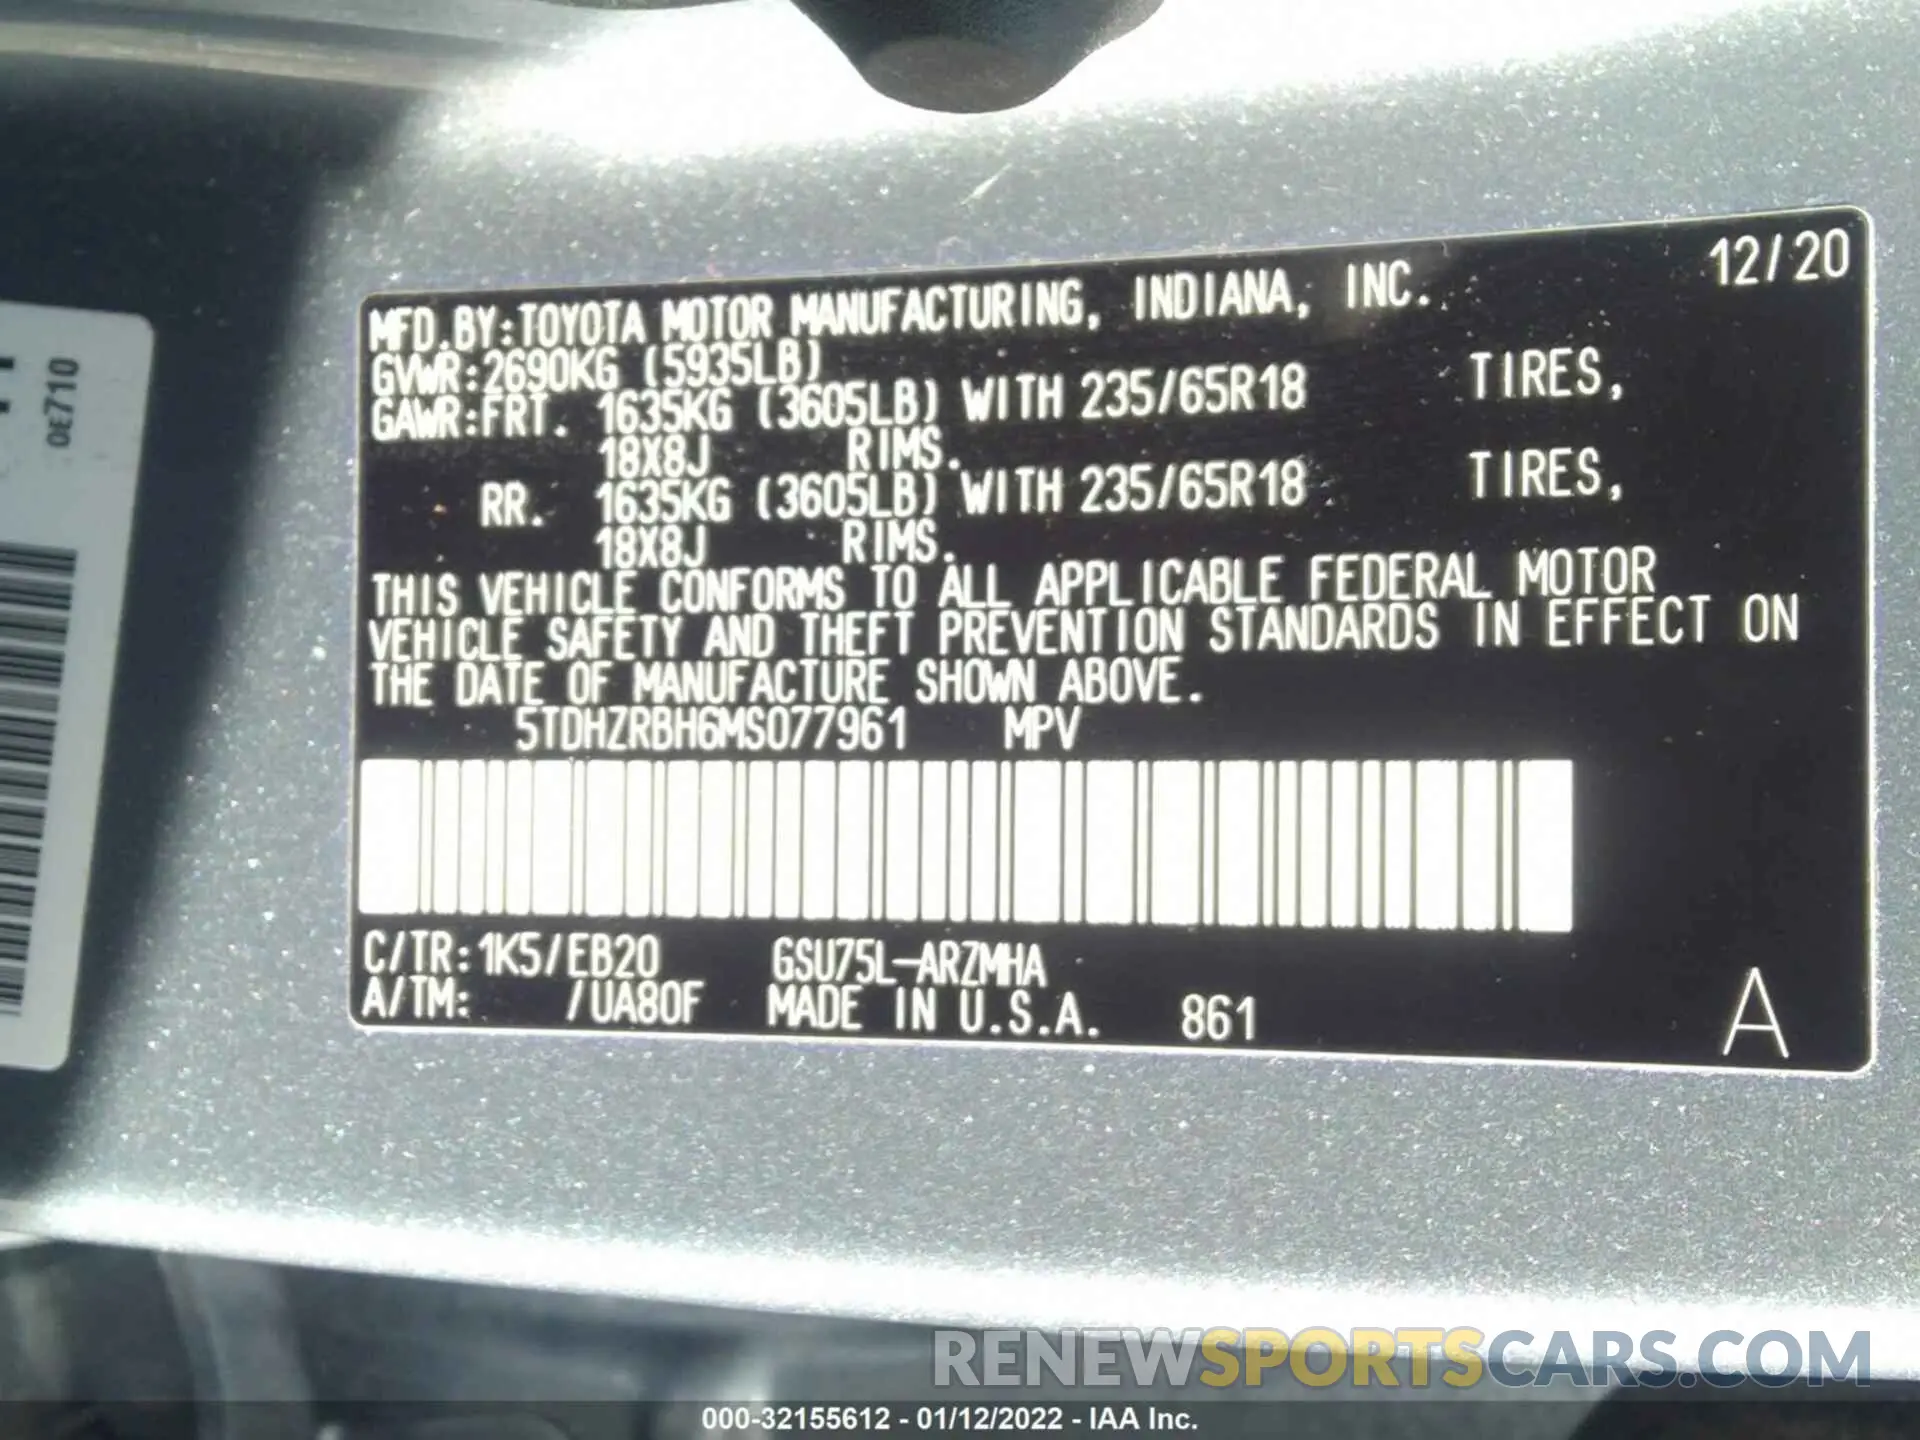 12/20
MFD.BY:TOYOTA MOTOR MANUFACTURING, INDIANA, INC.
GVWR:2690KG (5935LB)
GAWR:FRT. 1635KG (3605LB) WITH 235/65R18 TIRES,
18X8J RIMS.
RR. 1635KG (3605LB) WITH 235/65R18 TIRES,
18X8J RIMS.
THIS VEHICLE CONFORMS TO ALL APPLICABLE FEDERAL MOTOR
VEHICLE SAFETY AND THEFT PREVENTION STANDARDS IN EFFECT ON
THE DATE OF MANUFACTURE SHOWN ABOVE.
5TDHZRBH6MS077961 MPV
C/TR:1K5/EB20 GSU75L-ARZMHA
A/TM: /UA80F MADE IN U.S.A. 861
A
0E710
RENEWSPORTSCARS.COM
000-32155612 - 01/12/2022 - IAA Inc.